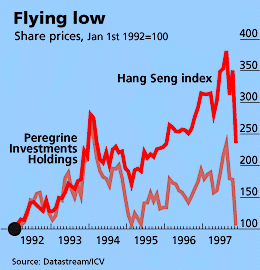 Flying low
Share prices, Jan 1st 1992=100
400
Hang Seng index
350
Peregrine
Investments
Holdings
300
250
200
150
100
1992 1993 1994 1995 1996 1997
Source: Datastream/ICV